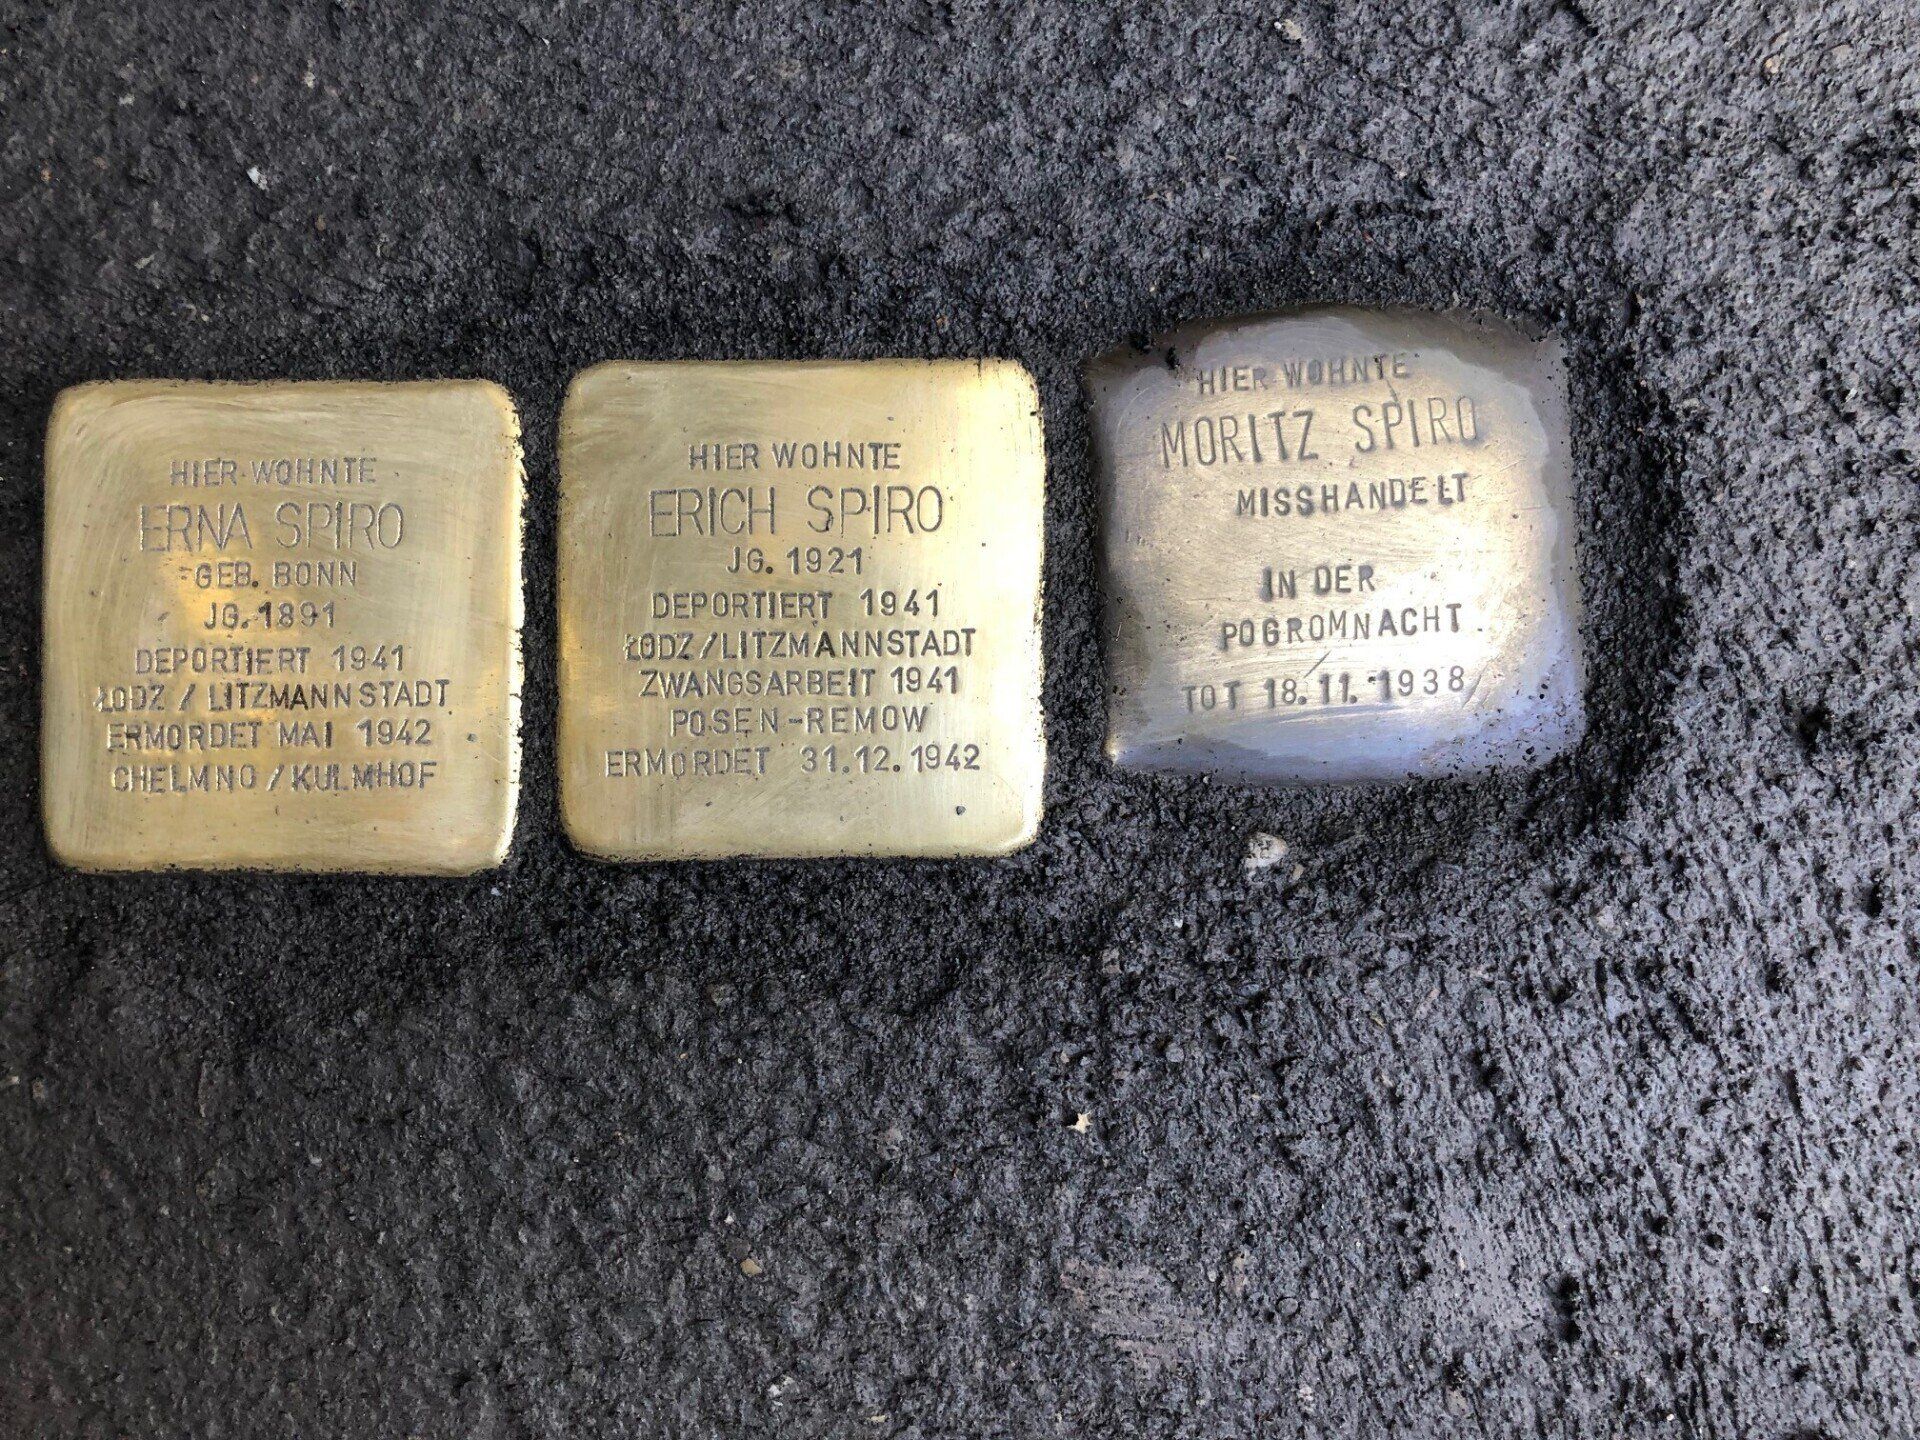 HIER WOHNTE
ERNA SPIRO
GEB. BONN
JG. 1891
DEPORTIERT 1941
ŁODZ / LITZMANNSTADT
ERMORDET MAI 1942
CHELMNO / KULMHOF
HIER WOHNTE
ERICH SPIRO
JG. 1921
DEPORTIERT 1941
ŁODZ / LITZMANNSTADT
ZWANGSARBEIT 1941
POSEN-REMOW
ERMORDET 31.12.1942
HIER WOHNTE
MORITZ SPIRO
MISSHANDELT
IN DER
POGROMNACHT
TOT 18.11.1938